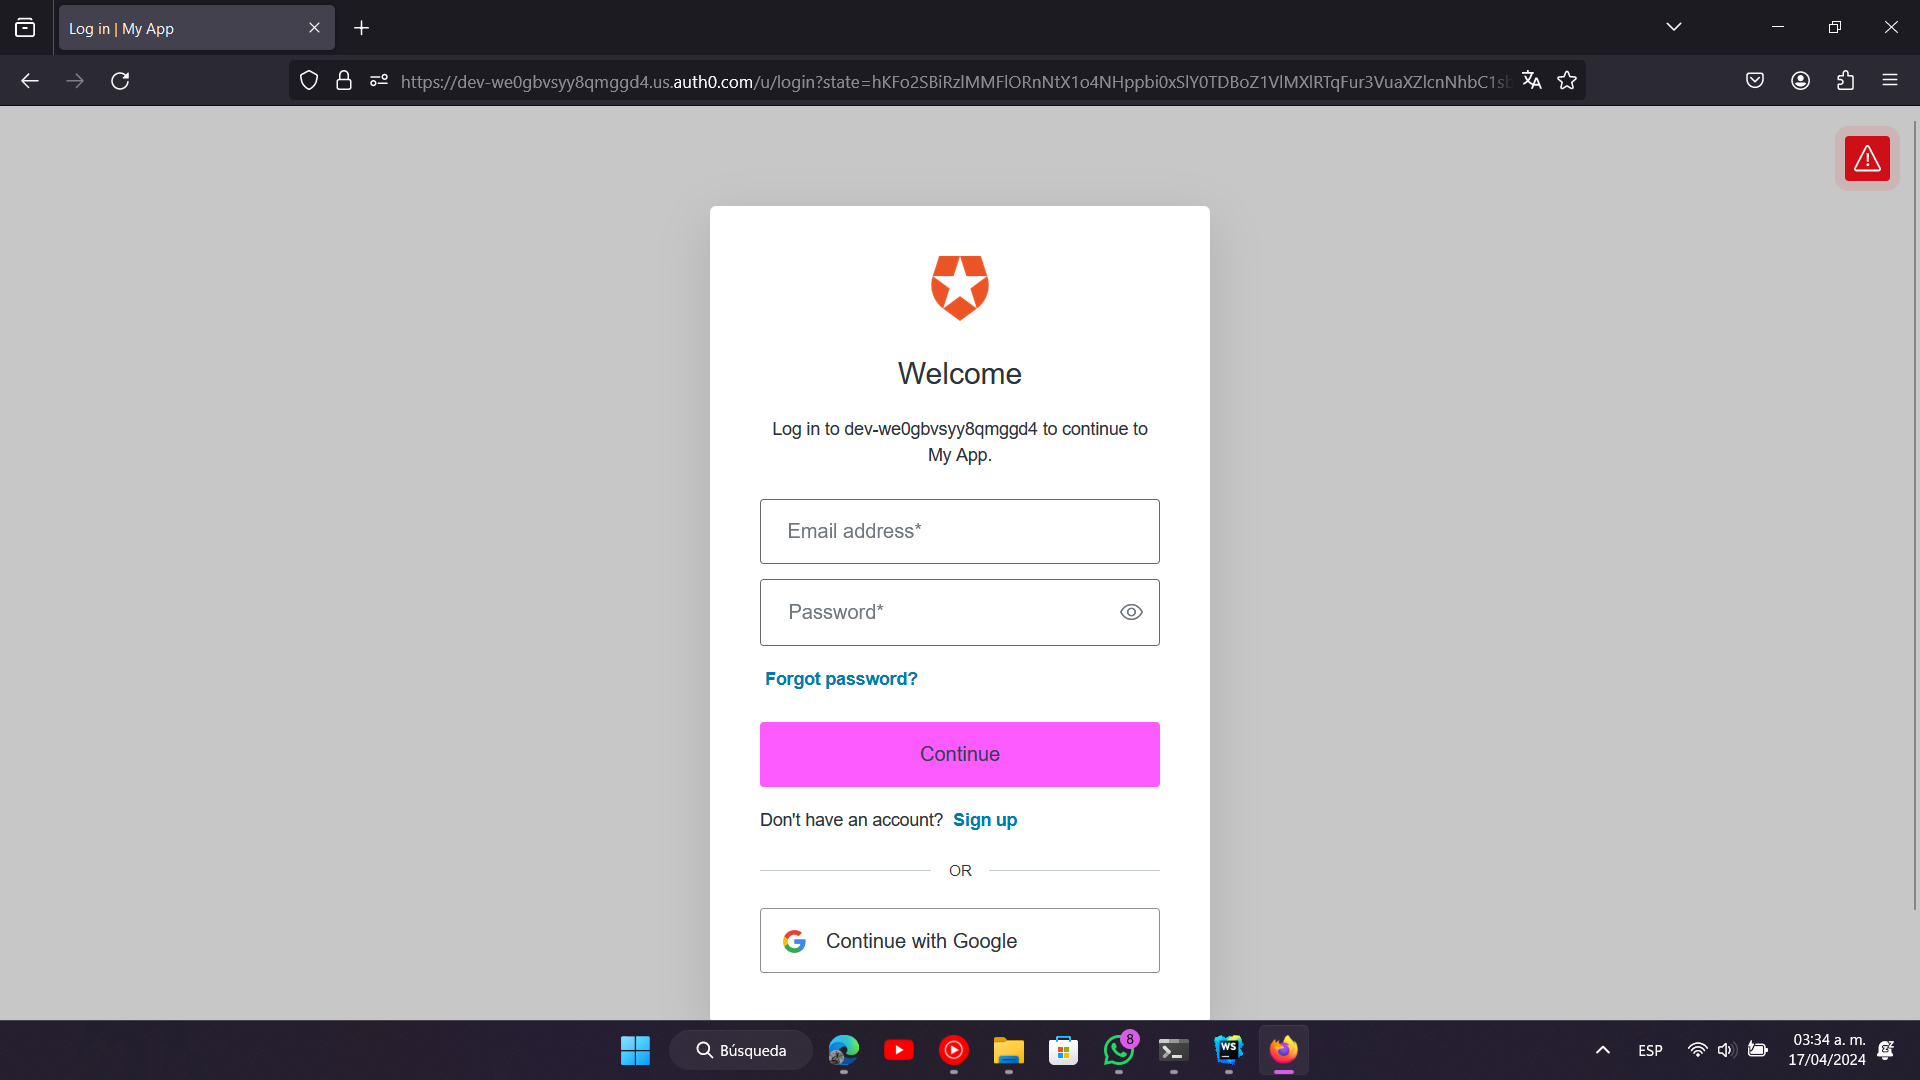 Log in | My App
https://dev-we0gbvsyy8qmggd4.us.auth0.com/u/login?state=
Welcome
Log in to dev-we0gbvsyy8qmggd4 to continue to
My App.
Email address*
Password*
Forgot password?
Continue
Don't have an account? Sign up
OR
Continue with Google
Búsqueda
8
WS
ESP
03:34 a. m.
17/04/2024